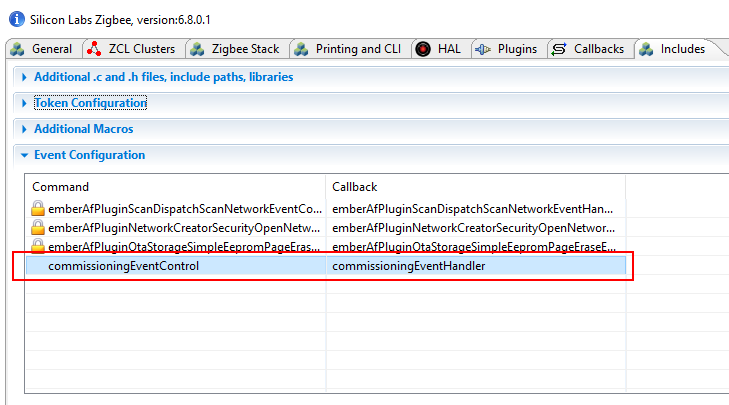 Silicon Labs Zigbee, version:6.8.0.1
General ZCL Clusters Zigbee Stack Printing and CLI HAL Plugins Callbacks Includes
Additional .c and .h files, include paths, libraries
Token Configuration
Additional Macros
Event Configuration
Command Callback
emberAfPluginScanDispatchScanNetworkEventCo... emberAfPluginScanDispatchScanNetworkEventHan...
emberAfPluginNetworkCreatorSecurityOpenNetw... emberAfPluginNetworkCreatorSecurityOpenNetwor...
emberAfPluginOtaStorageSimpleEepromPageEras... emberAfPluginOtaStorageSimpleEepromPageEraseE...
commissioningEventControl commissioningEventHandler